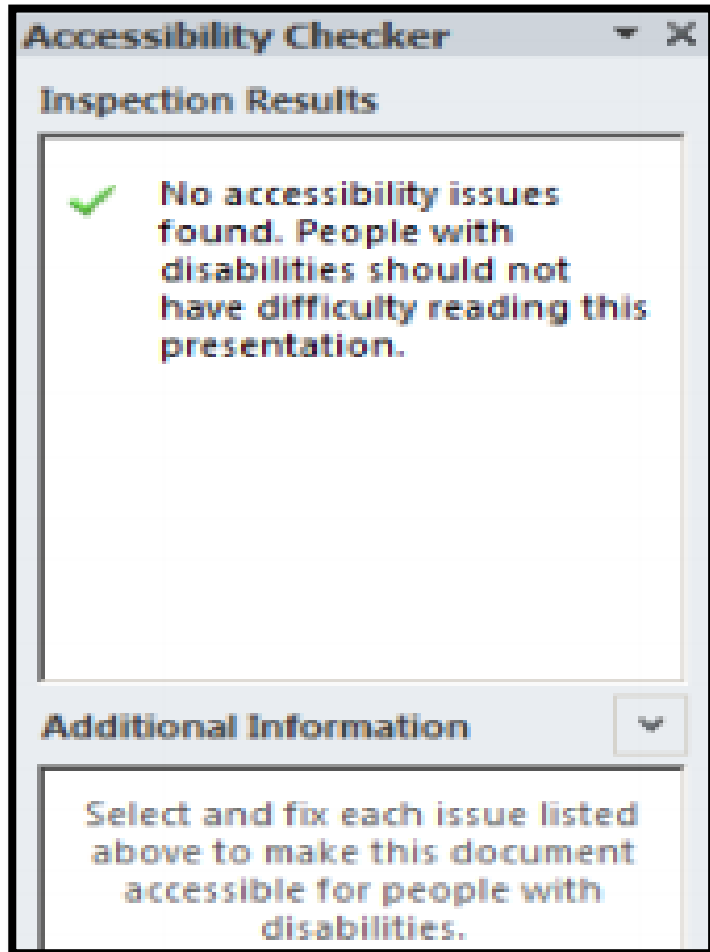 Accessibility Checker
Inspection Results
No accessibility issues
found. People with
disabilities should not
have difficulty reading this
presentation.
Additional Information
Select and fix each issue listed
above to make this document
accessible for people with
disabilities.